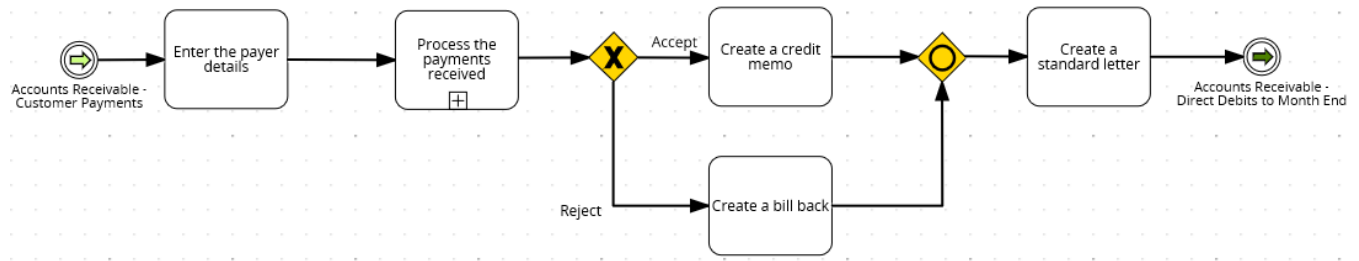 Accounts Receivable -
Customer Payments
Enter the payer
details
Process the
payments
received
Accept
Reject
Create a credit
memo
Create a bill back
Create a
standard letter
Accounts Receivable -
Direct Debits to Month End